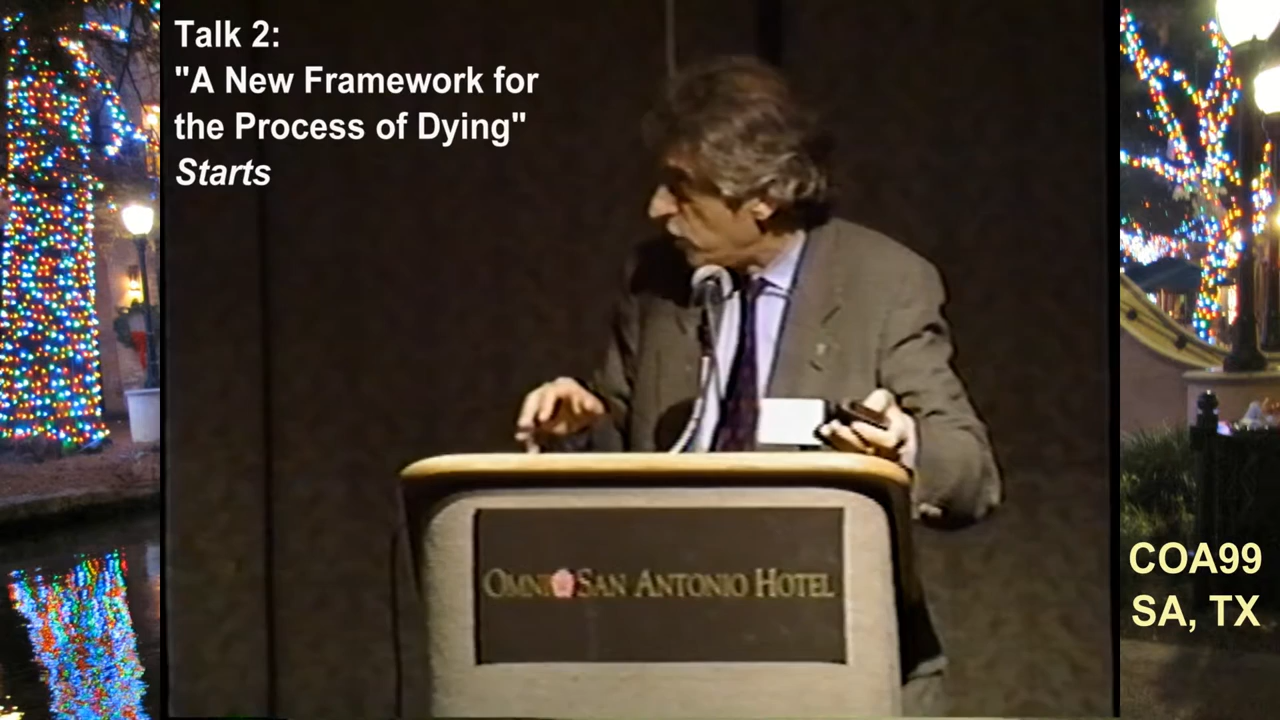 Talk 2:
"A New Framework for
the Process of Dying"
Starts
OMNI SAN ANTONIO HOTEL
COA99
SA, TX